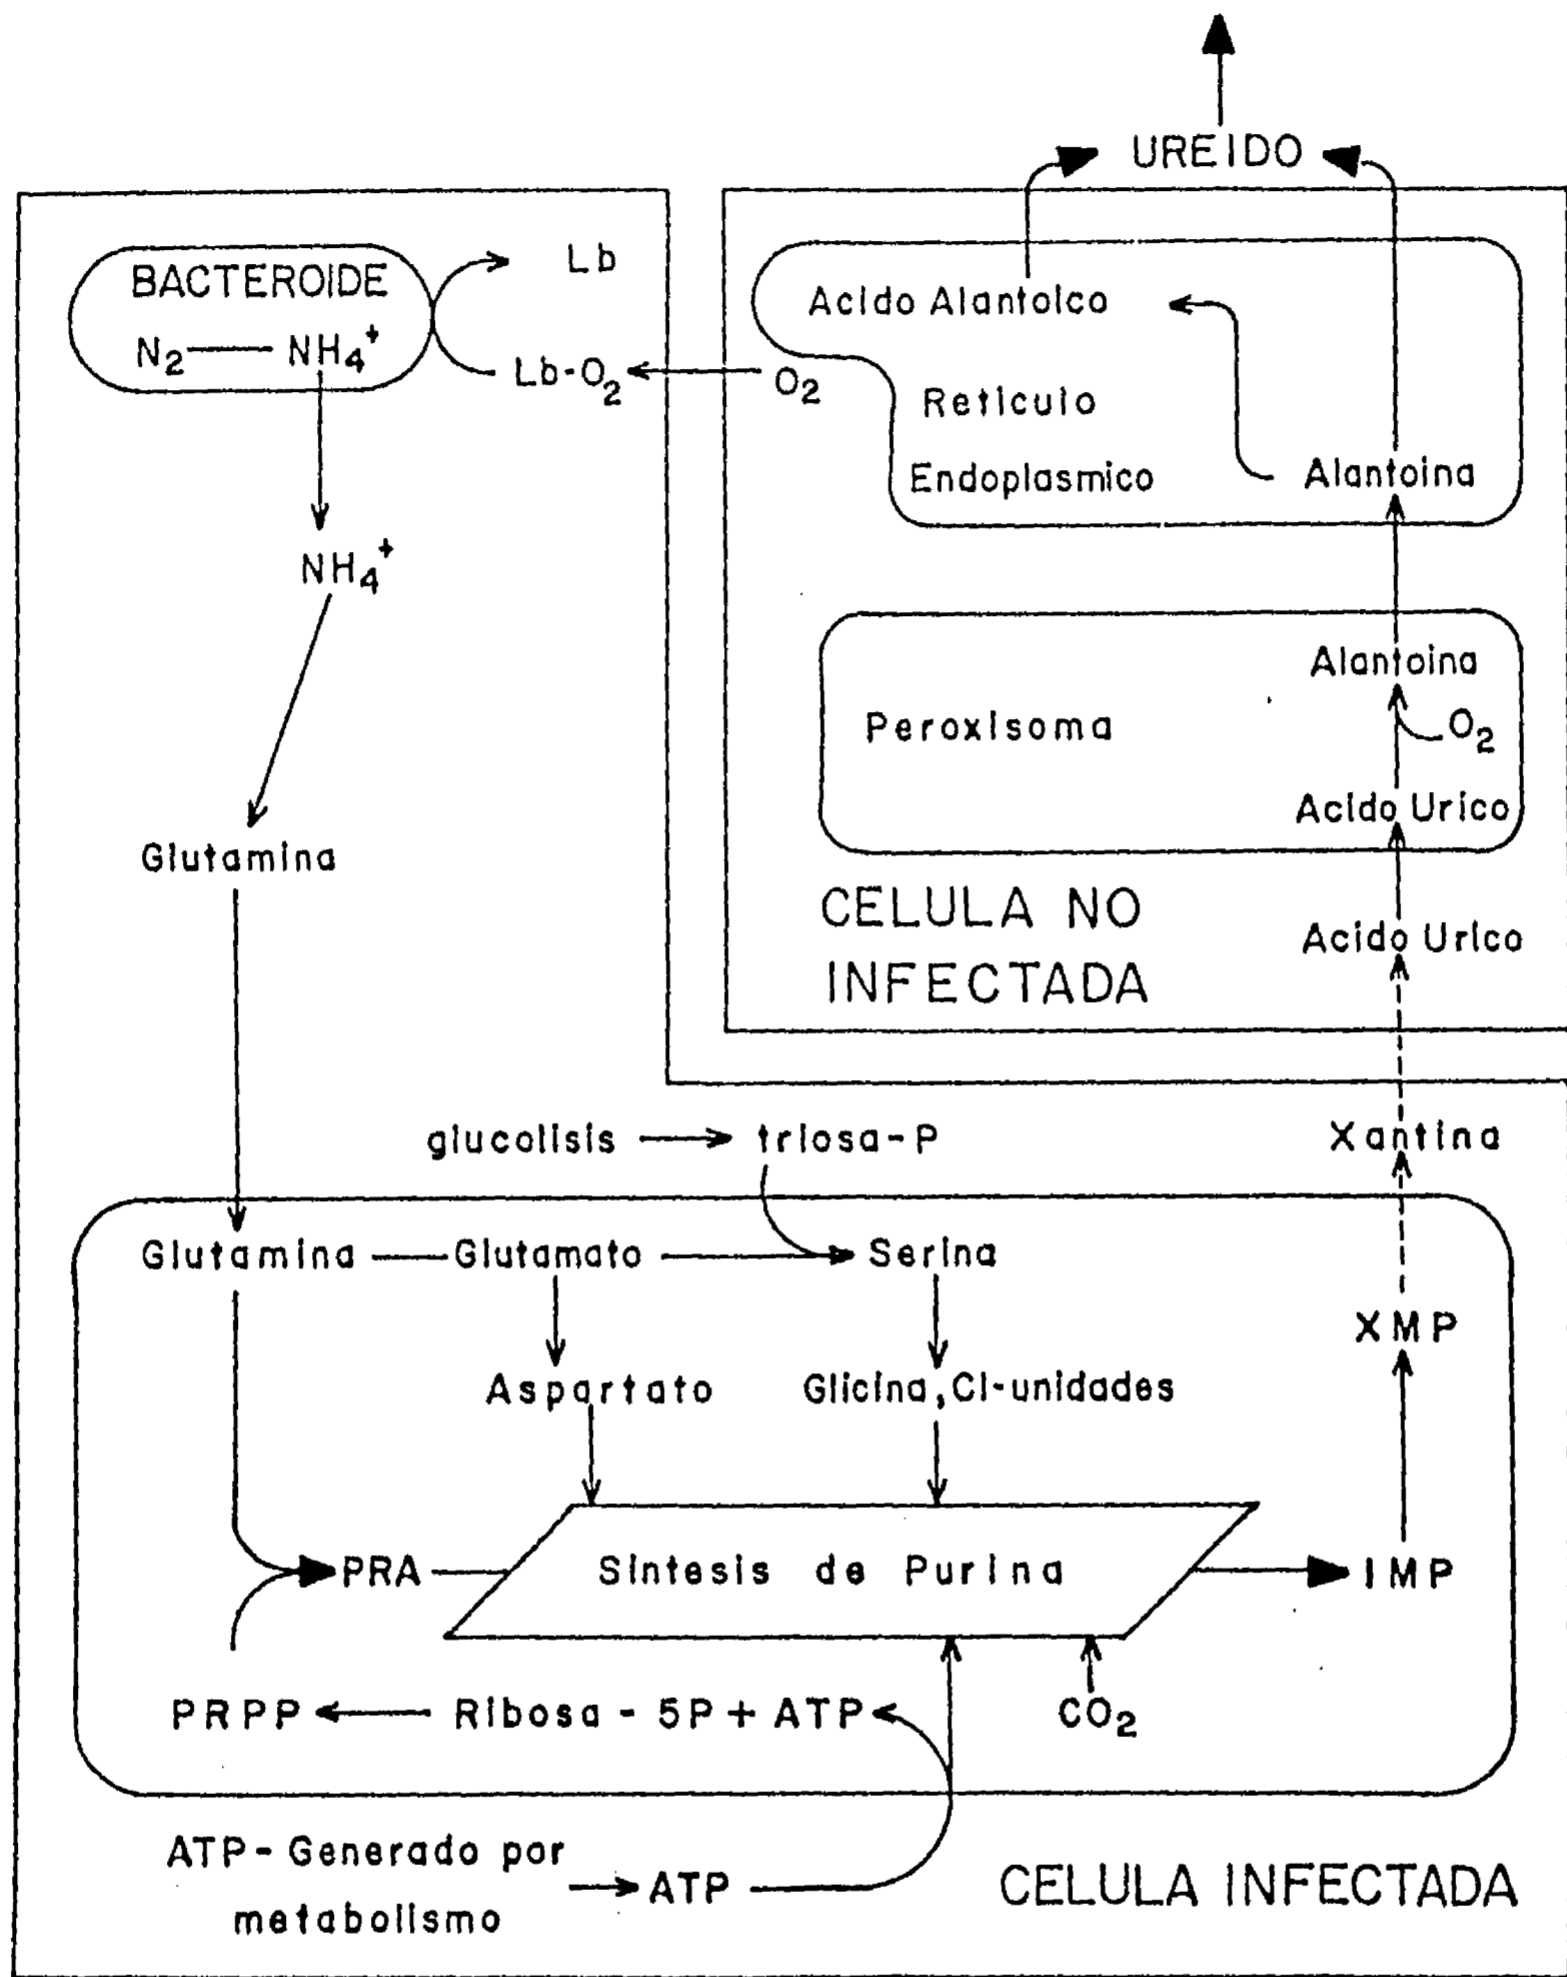 UREIDO
BACTEROIDE
N2 NH4+
Lb
Lb-O2
O2
Acido Alantoico
Reticulo
Endoplasmico
Alantoina
NH4+
Alantoina
Peroxisoma
O2
Acido Urico
Glutamina
CELULA NO
INFECTADA
Acido Urico
glucolisis triosa-P
Xantina
Glutamina Glutamato Serina
XMP
Aspartato
Glicina, Cl-unidades
PRA
Sintesis de Purina
IMP
PRPP Ribosa - 5P + ATP
CO2
ATP - Generado por
metabolismo
ATP
CELULA INFECTADA